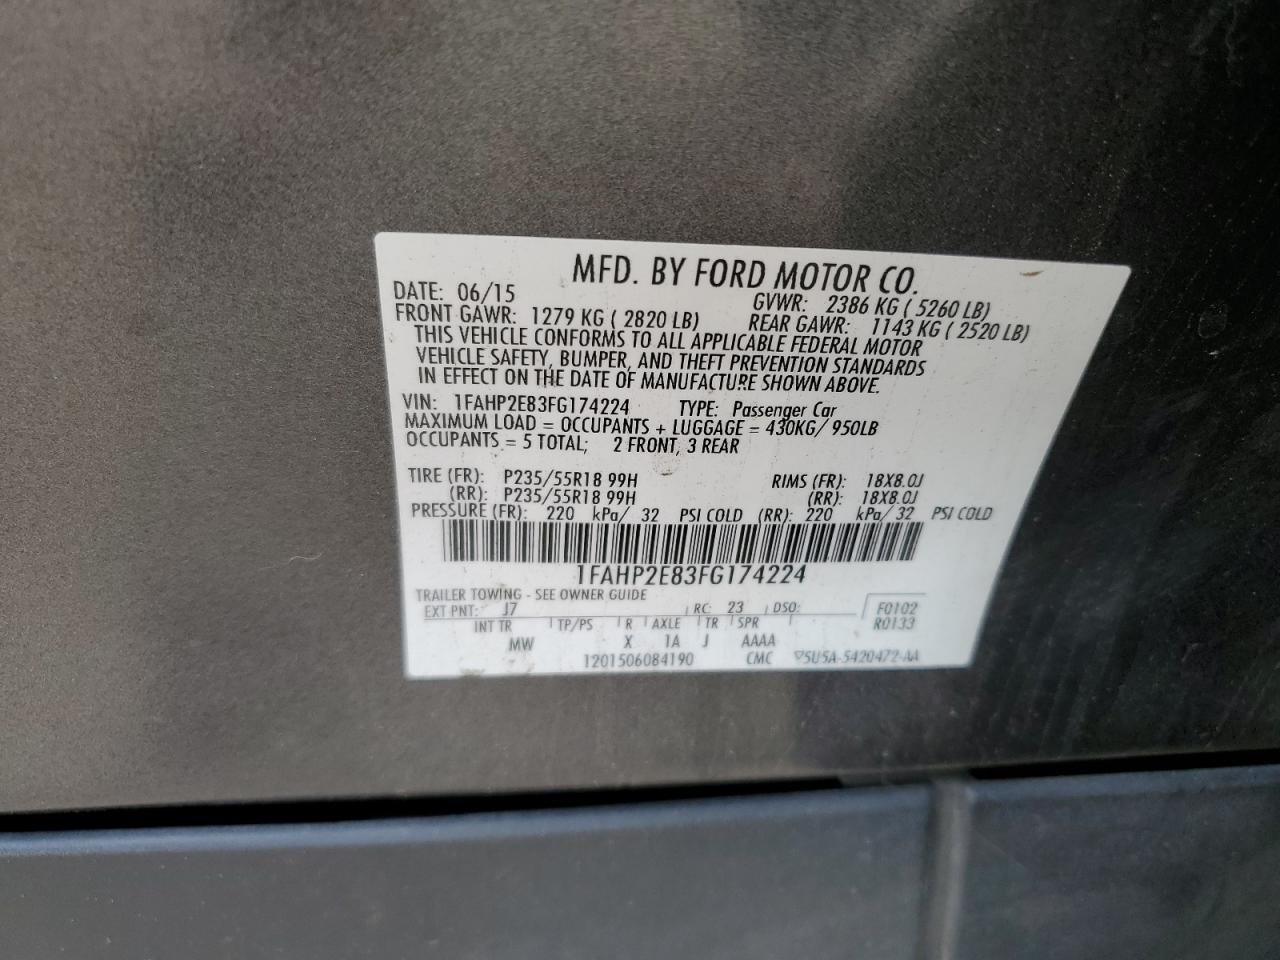 MFD. BY FORD MOTOR CO.
DATE: 06/15 GVWR: 2386 KG ( 5260 LB)
FRONT GAWR: 1279 KG ( 2820 LB) REAR GAWR: 1143 KG ( 2520 LB)
THIS VEHICLE CONFORMS TO ALL APPLICABLE FEDERAL MOTOR
VEHICLE SAFETY, BUMPER, AND THEFT PREVENTION STANDARDS
IN EFFECT ON THE DATE OF MANUFACTURE SHOWN ABOVE.
VIN: 1FAHP2E83FG174224 TYPE: Passenger Car
MAXIMUM LOAD = OCCUPANTS + LUGGAGE = 430KG/ 950LB
OCCUPANTS = 5 TOTAL; 2 FRONT, 3 REAR
TIRE (FR): P235/55R18 99H RIMS (FR): 18X8.0J
(RR): P235/55R18 99H (RR): 18X8.0J
PRESSURE (FR): 220 kPa/ 32 PSI COLD (RR): 220 kPa/ 32 PSI COLD
1FAHP2E83FG174224
TRAILER TOWING - SEE OWNER GUIDE
EXT PNT: J7 RC: 23 DSO: F0102
INT TR TP/PS R AXLE TR SPR R0133
MW X 1A J AAAA
1201506084190 CMC 5U5A-5420472-AA